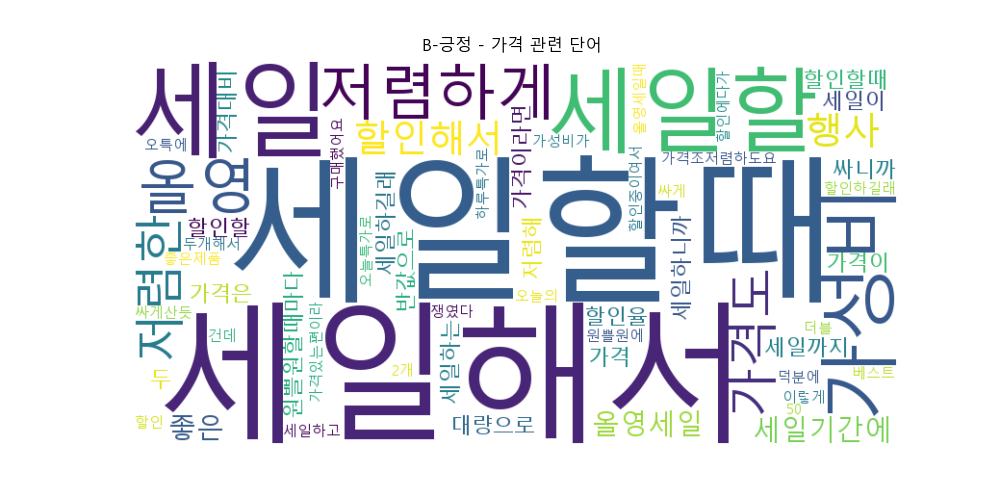 B-긍정 - 가격 관련 단어
세일
저렴하게
세일할
할인할때
세일이
행사
할인해서
가격대비
오특에
구매했어요
가격이라면
가성비가
올영세일때
할인에다가
가격조저렴하도요
싸니까
할인하길래
올영
세일할때
가성비
하루특가로
할인중이여서
싸게
할인할
두개해서
좋은제품
저렴한
세일하길래
오늘특가로
반값으로
저렴해
세일하니까
가격이
가격은
싸게산듯
건데
원쁠원할때마다
가격있는편이라
쟁였다
오늘의
할인율
원쁠원에
가격
가격도
더블
세일까지
세일해서
두
2개
세일하는
덕분에
베스트
이렇게
50
할인
좋은
세일하고
대량으로
올영세일
세일기간에